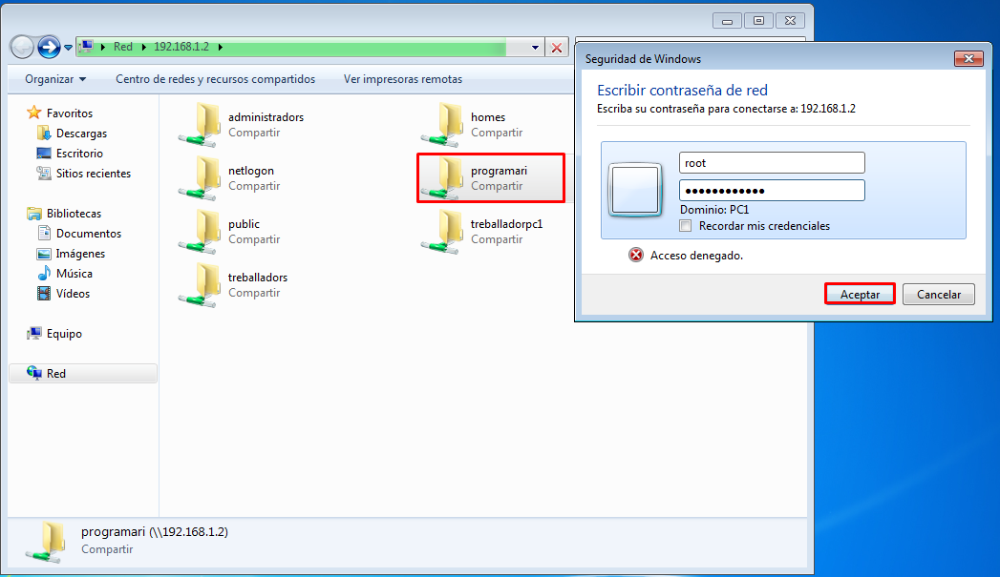 Red 192.168.1.2
Organizar Centro de redes y recursos compartidos Ver impresoras remotas
Favoritos
Descargas
Escritorio
Sitios recientes
Bibliotecas
Documentos
Imágenes
Música
Vídeos
Equipo
Red
administradors
Compartir
homes
Compartir
netlogon
Compartir
programari
Compartir
public
Compartir
treballadorpc1
Compartir
treballadors
Compartir
programari (\\192.168.1.2)
Compartir
Seguridad de Windows
Escribir contraseña de red
Escriba su contraseña para conectarse a: 192.168.1.2
root
●●●●●●●●●●●●
Dominio: PC1
Recordar mis credenciales
Acceso denegado.
Aceptar Cancelar